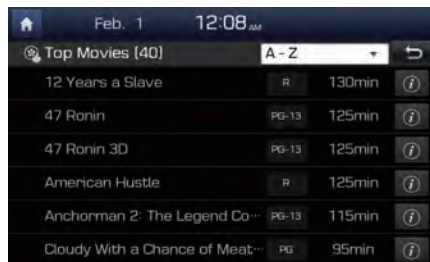 Feb. 1 12:08 AM
Top Movies (40) A - Z
12 Years a Slave R 130min
47 Ronin PG-13 125min
47 Ronin 3D PG-13 125min
American Hustle R 125min
Anchorman 2: The Legend Co··· PG-13 115min
Cloudy With a Chance of Meat··· PG 95min